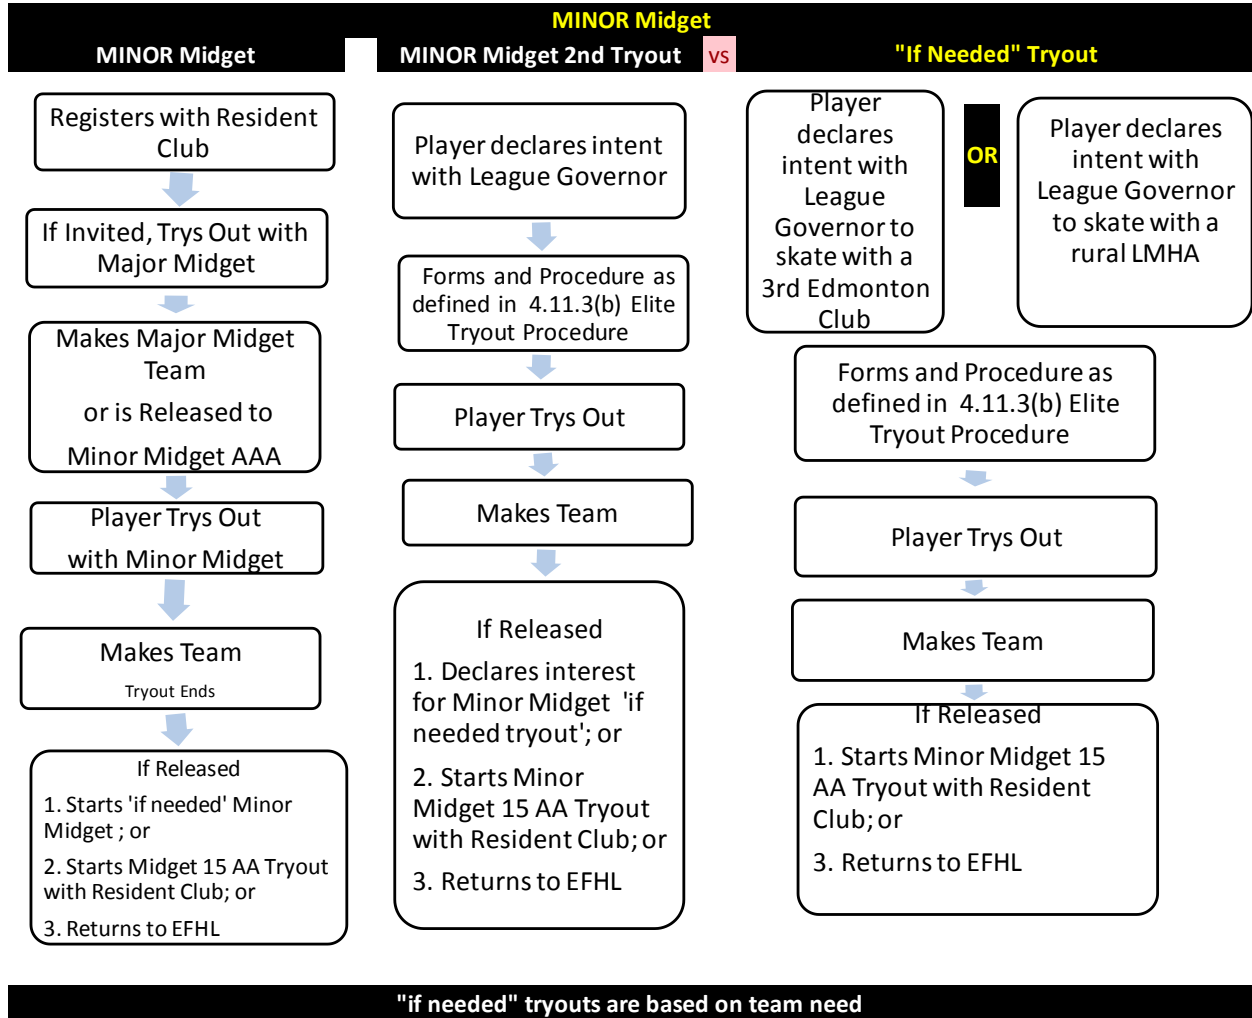 MINOR Midget
MINOR Midget
MINOR Midget 2nd Tryout
vs
"If Needed" Tryout
Registers with Resident
Club
If Invited, Trys Out with
Major Midget
Makes Major Midget
Team
or is Released to
Minor Midget AAA
Player Trys Out
with Minor Midget
Makes Team
Tryout Ends
If Released
1. Starts 'if needed' Minor
Midget ; or
2. Starts Midget 15 AA Tryout
with Resident Club; or
3. Returns to EFHL
Player declares intent
with League Governor
Forms and Procedure as
defined in 4.11.3(b) Elite
Tryout Procedure
Player Trys Out
Makes Team
If Released
1. Declares interest
for Minor Midget 'if
needed tryout'; or
2. Starts Minor
Midget 15 AA Tryout
with Resident Club; or
3. Returns to EFHL
Player
declares
intent with
League
Governor to
skate with a
3rd Edmonton
Club
OR
Player declares
intent with
League Governor
to skate with a
rural LMHA
Forms and Procedure as
defined in 4.11.3(b) Elite
Tryout Procedure
Player Trys Out
Makes Team
If Released
1. Starts Minor Midget 15
AA Tryout with Resident
Club; or
3. Returns to EFHL
"if needed" tryouts are based on team need